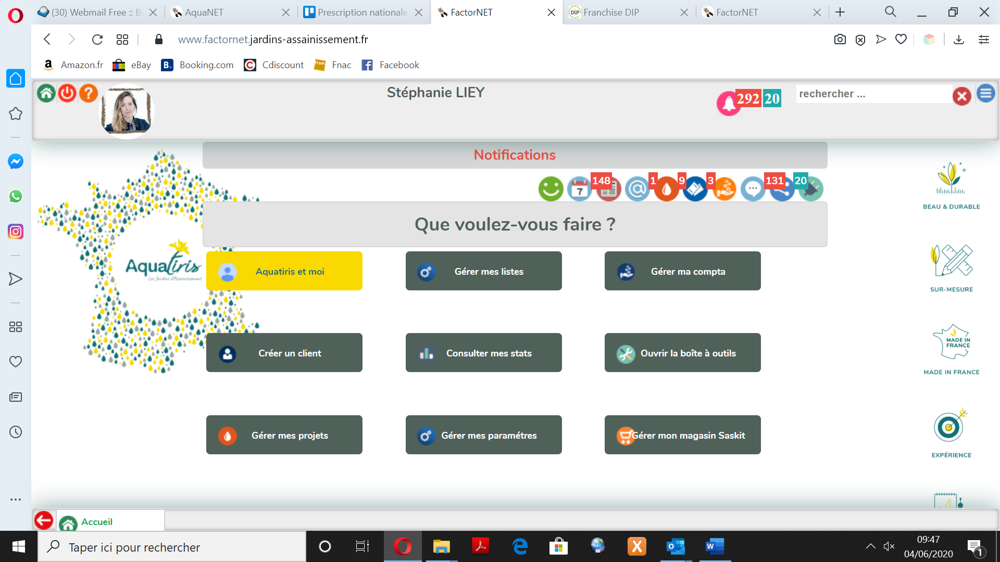 (30) Webmail Free :: B
AquaNET
Prescription nationale
FactorNET
Franchise DIP
FactorNET
www.factornet.jardins-assainissement.fr
Amazon.fr
eBay
Booking.com
Cdiscount
Fnac
Facebook
Stéphanie LIEY
292 20
rechercher ...
Notifications
7
148
1
9
3
131
20
BEAU & DURABLE
Que voulez-vous faire ?
Aquatiris
Les Jardins d'Assainissement
Aquatiris et moi
Gérer mes listes
Gérer ma compta
SUR-MESURE
Créer un client
Consulter mes stats
Ouvrir la boîte à outils
MADE IN
FRANCE
MADE IN FRANCE
Gérer mes projets
Gérer mes paramétres
Gérer mon magasin Saskit
EXPÉRIENCE
Accueil
Taper ici pour rechercher
09:47
04/06/2020
1